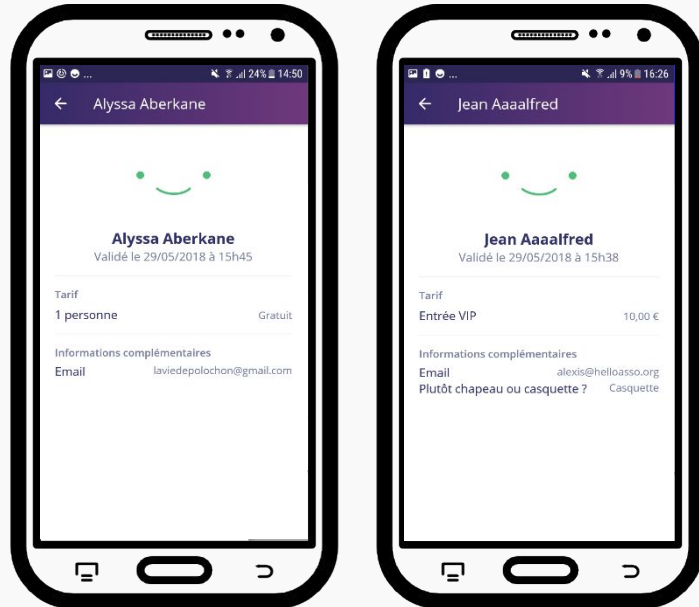 ... 24% 14:50
Alyssa Aberkane
Alyssa Aberkane
Validé le 29/05/2018 à 15h45
Tarif
1 personne Gratuit
Informations complémentaires
Email laviedepolochon@gmail.com
... 9% 16:26
Jean Aaaalfred
Jean Aaaalfred
Validé le 29/05/2018 à 15h38
Tarif
Entrée VIP 10,00 €
Informations complémentaires
Email alexis@helloasso.org
Plutôt chapeau ou casquette ? Casquette